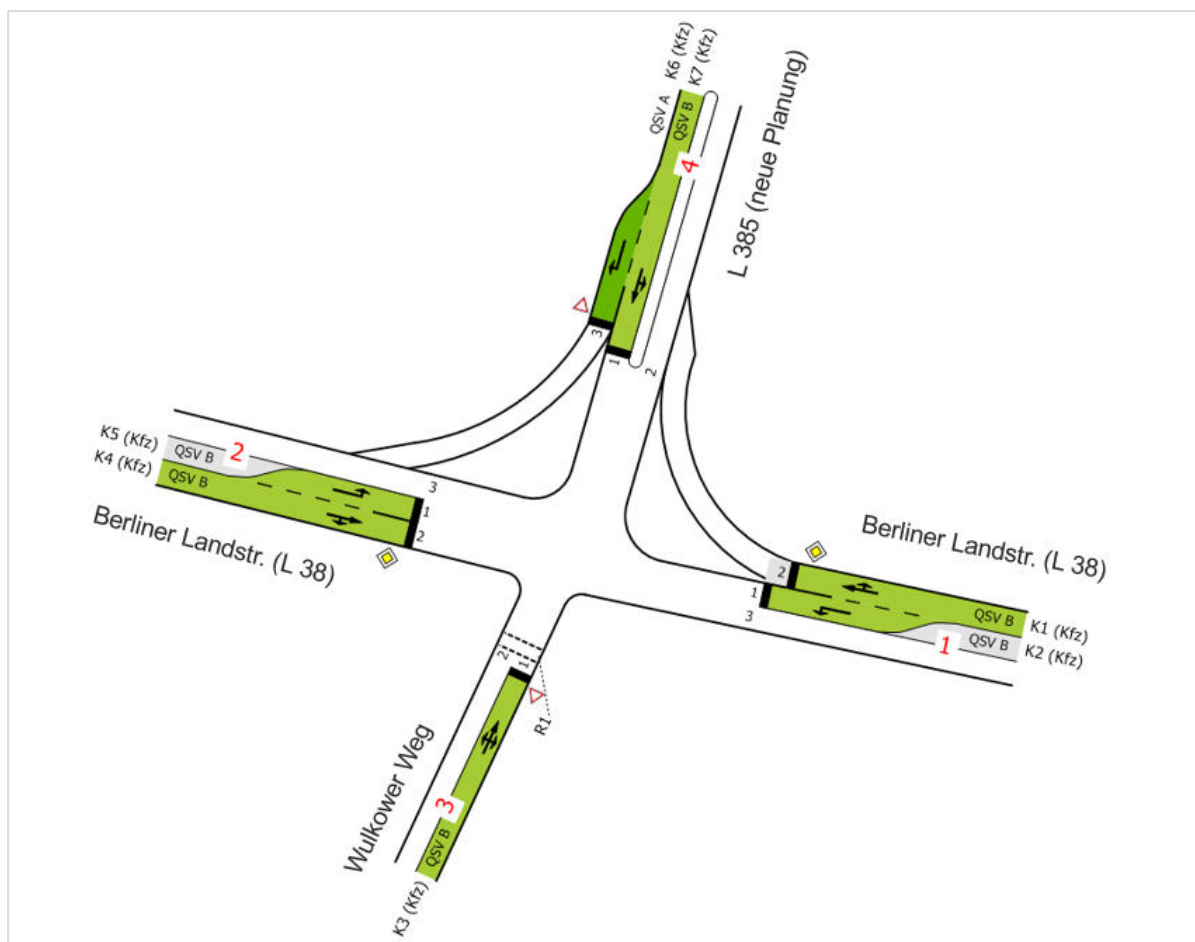 K6 (Kfz)
K7 (Kfz)
QSV A
QSV B
4
L 385 (neue Planung)
3
1
2
K5 (Kfz)
QSV B
2
K4 (Kfz)
QSV B
3
1
2
Berliner Landstr. (L 38)
Berliner Landstr. (L 38)
2
1
3
QSV B
K1 (Kfz)
1
QSV B
K2 (Kfz)
2
1
R1
Wulkower Weg
3
QSV B
K3 (Kfz)